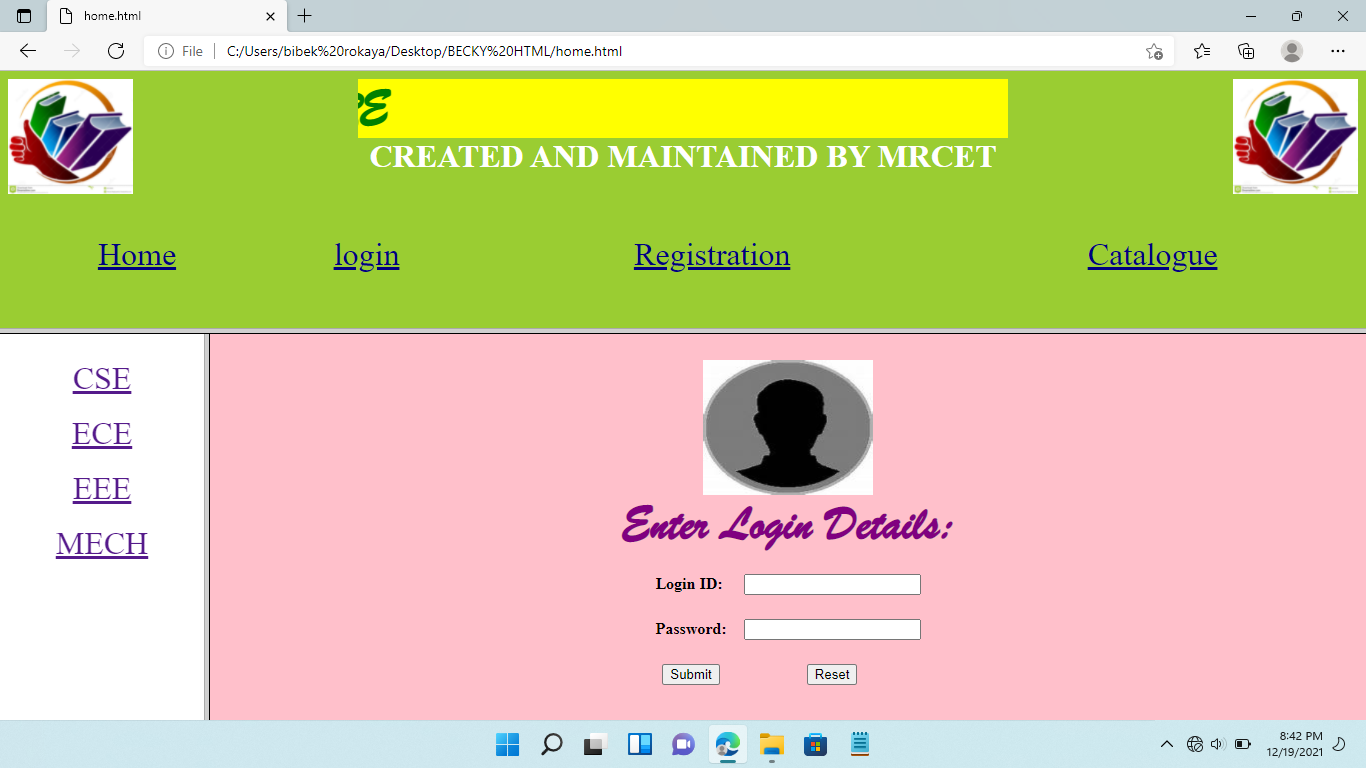 home.html
File C:/Users/bibek%20rokaya/Desktop/BECKY%20HTML/home.html
E
CREATED AND MAINTAINED BY MRCET
Home login Registration Catalogue
CSE
ECE
EEE
MECH
Enter Login Details:
Login ID:
Password:
Submit Reset
8:42 PM
12/19/2021